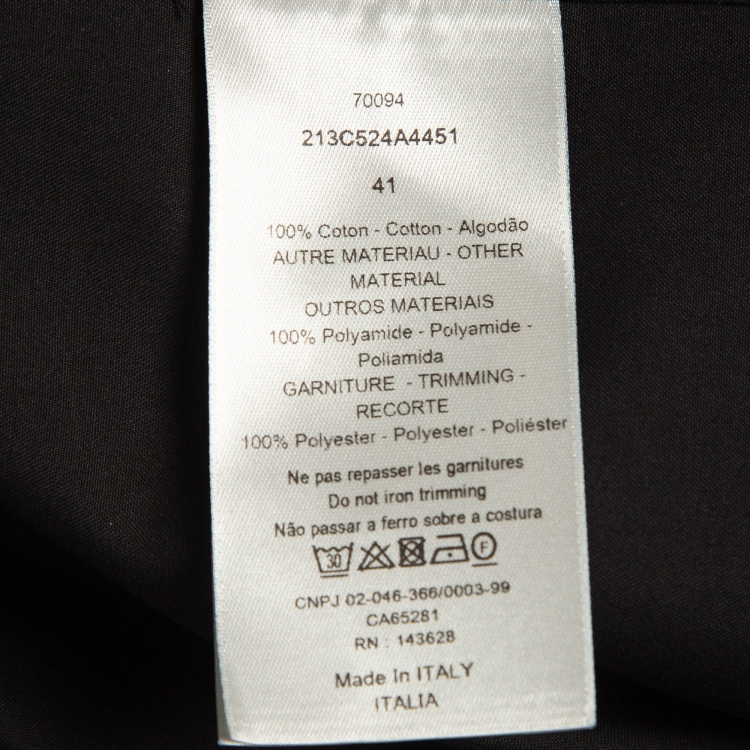 70094
213C524A4451
41
100% Coton - Cotton - Algodão
AUTRE MATERIAU - OTHER
MATERIAL
OUTROS MATERIAIS
100% Polyamide - Polyamide -
Poliamida
GARNITURE - TRIMMING -
RECORTE
100% Polyester - Polyester - Poliéster
Ne pas repasser les garnitures
Do not iron trimming
Não passar a ferro sobre a costura
30 F
CNPJ 02-046-366/0003-99
CA65281
RN : 143628
Made In ITALY
ITALIA